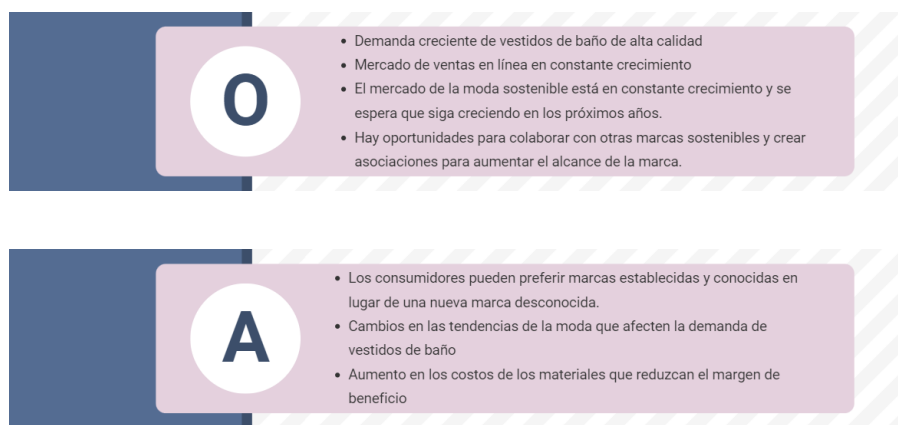 O
• Demanda creciente de vestidos de baño de alta calidad
• Mercado de ventas en línea en constante crecimiento
• El mercado de la moda sostenible está en constante crecimiento y se
espera que siga creciendo en los próximos años.
• Hay oportunidades para colaborar con otras marcas sostenibles y crear
asociaciones para aumentar el alcance de la marca.
A
• Los consumidores pueden preferir marcas establecidas y conocidas en
lugar de una nueva marca desconocida.
• Cambios en las tendencias de la moda que afecten la demanda de
vestidos de baño
• Aumento en los costos de los materiales que reduzcan el margen de
beneficio